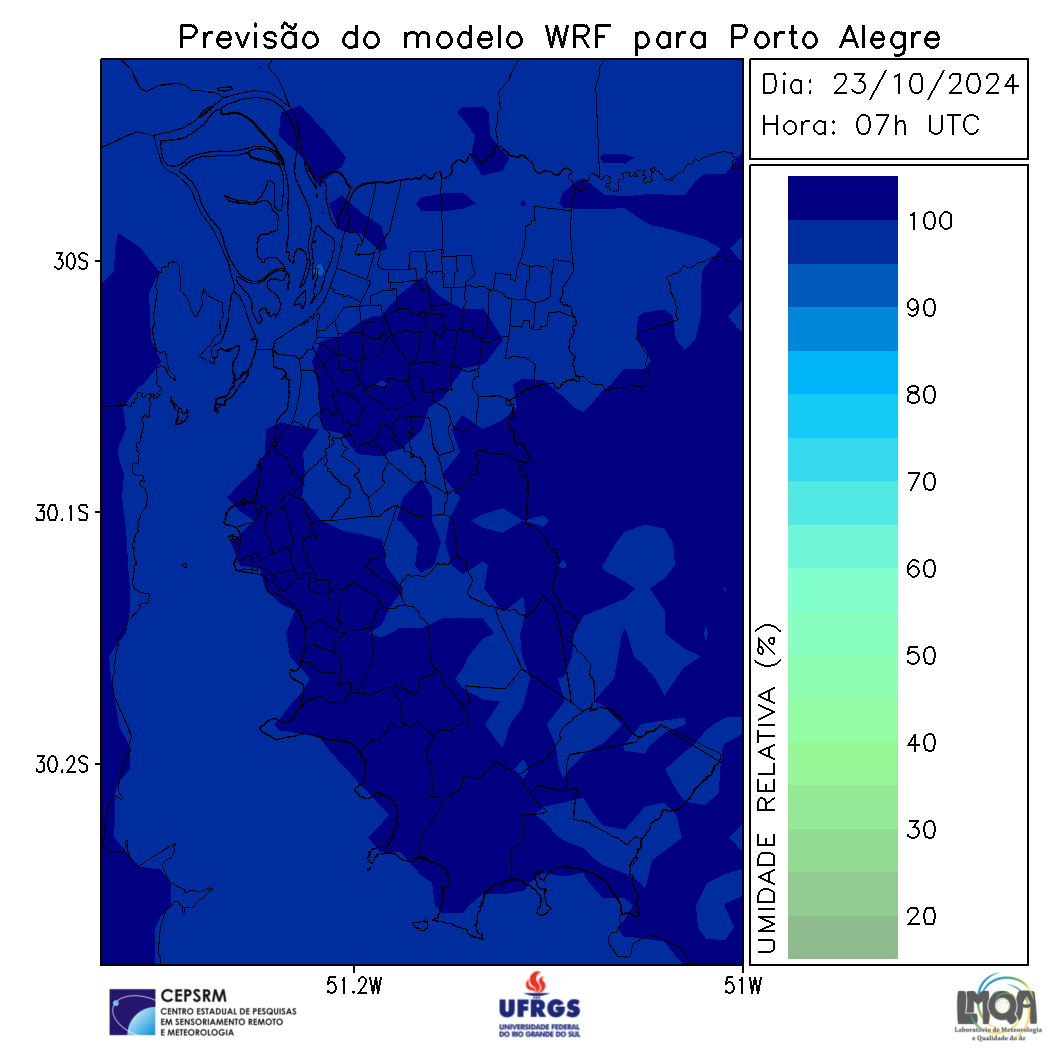 Previsão do modelo WRF para Porto Alegre
Dia: 23/10/2024
Hora: 07h UTC
30S
30.1S
30.2S
51.2W
51W
100
90
80
70
60
50
40
30
20
UMIDADE RELATIVA (%)
CEPSRM
CENTRO ESTADUAL DE PESQUISAS
EM SENSORIAMENTO REMOTO
E METEOROLOGIA
UFRGS
UNIVERSIDADE FEDERAL
DO RIO GRANDE DO SUL
LMQA
Laboratório de Meteorologia
e Qualidade do Ar